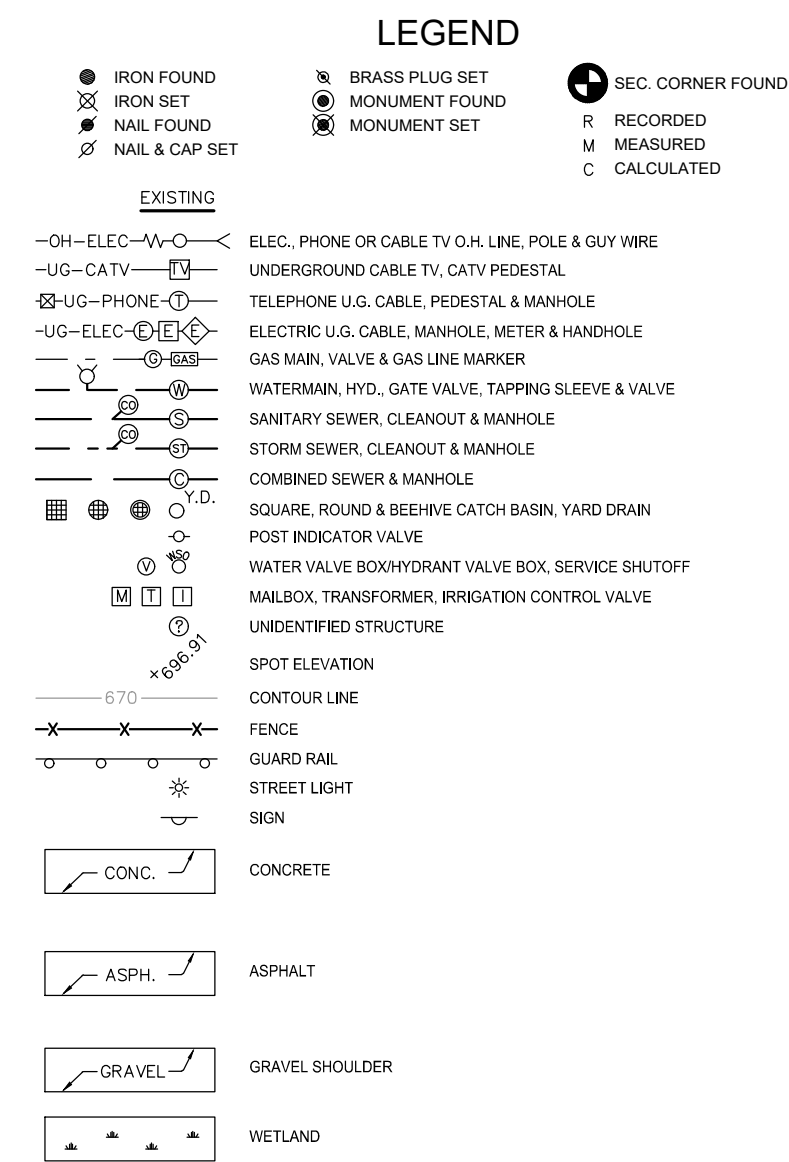 LEGEND
IRON FOUND
IRON SET
NAIL FOUND
NAIL & CAP SET
BRASS PLUG SET
MONUMENT FOUND
MONUMENT SET
SEC. CORNER FOUND
R RECORDED
M MEASURED
C CALCULATED
EXISTING
OH-ELEC ELEC., PHONE OR CABLE TV O.H. LINE, POLE & GUY WIRE
UG-CATV TV UNDERGROUND CABLE TV, CATV PEDESTAL
UG-PHONE T TELEPHONE U.G. CABLE, PEDESTAL & MANHOLE
UG-ELEC E E E ELECTRIC U.G. CABLE, MANHOLE, METER & HANDHOLE
G GAS GAS MAIN, VALVE & GAS LINE MARKER
W WATERMAIN, HYD., GATE VALVE, TAPPING SLEEVE & VALVE
CO S SANITARY SEWER, CLEANOUT & MANHOLE
CO ST STORM SEWER, CLEANOUT & MANHOLE
C COMBINED SEWER & MANHOLE
Y.D. SQUARE, ROUND & BEEHIVE CATCH BASIN, YARD DRAIN
POST INDICATOR VALVE
V WSO WATER VALVE BOX/HYDRANT VALVE BOX, SERVICE SHUTOFF
M T I MAILBOX, TRANSFORMER, IRRIGATION CONTROL VALVE
? UNIDENTIFIED STRUCTURE
+696.91 SPOT ELEVATION
670 CONTOUR LINE
X X X FENCE
GUARD RAIL
STREET LIGHT
SIGN
CONC. CONCRETE
ASPH. ASPHALT
GRAVEL GRAVEL SHOULDER
WETLAND